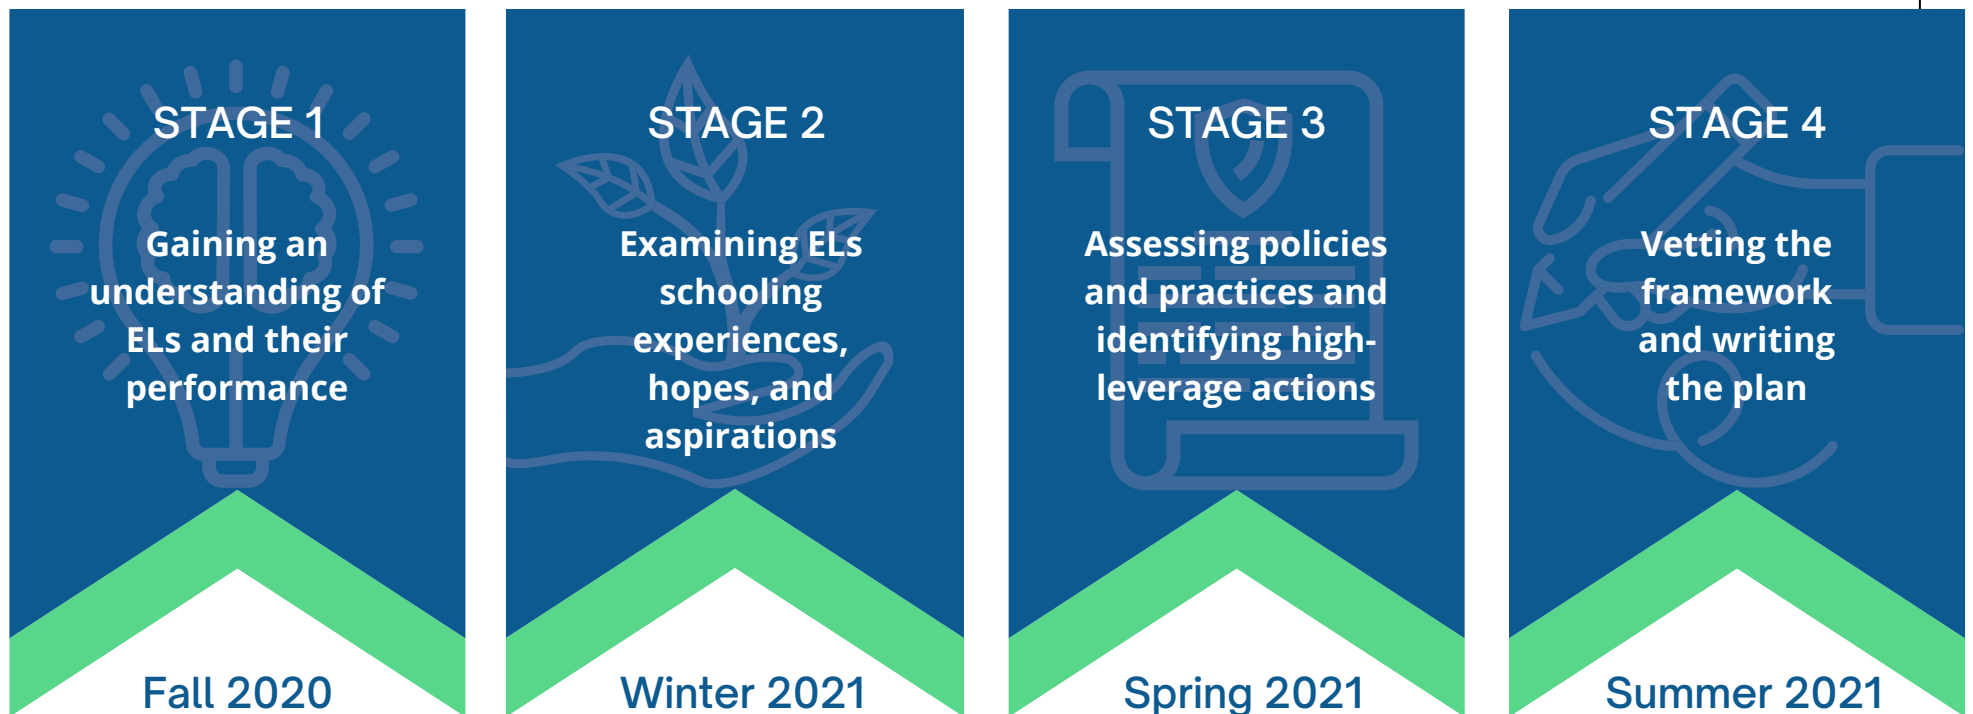 STAGE 1
Gaining an
understanding of
ELs and their
performance
Fall 2020
STAGE 2
Examining ELs
schooling
experiences,
hopes, and
aspirations
Winter 2021
STAGE 3
Assessing policies
and practices and
identifying high-
leverage actions
Spring 2021
STAGE 4
Vetting the
framework
and writing
the plan
Summer 2021